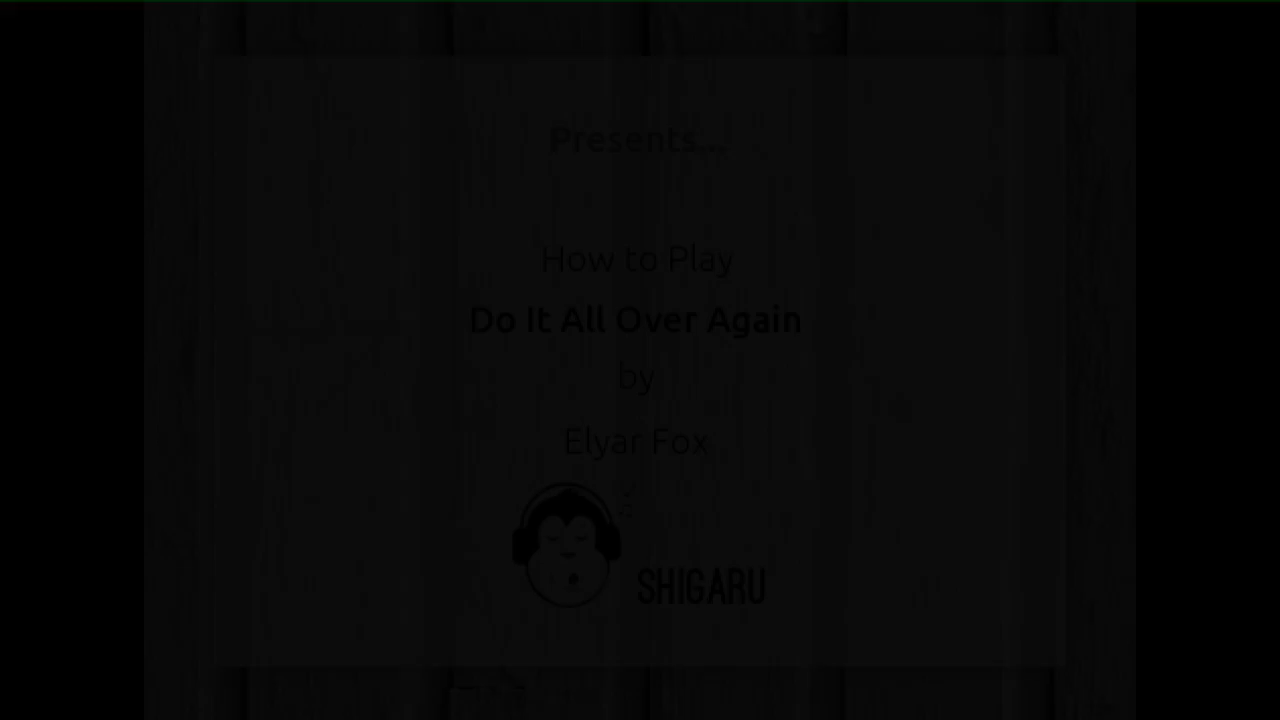 Presents...
How to Play
Do It All Over Again
by
Elyar Fox
SHIGARU